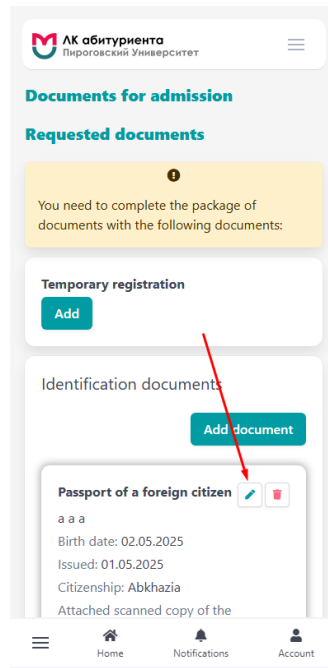 ЛК абитуриента
Пироговский Университет
Documents for admission
Requested documents
You need to complete the package of
documents with the following documents:
Temporary registration
Add
Identification documents
Add document
Passport of a foreign citizen
a a a
Birth date: 02.05.2025
Issued: 01.05.2025
Citizenship: Abkhazia
Attached scanned copy of the
Home
Notifications
Account